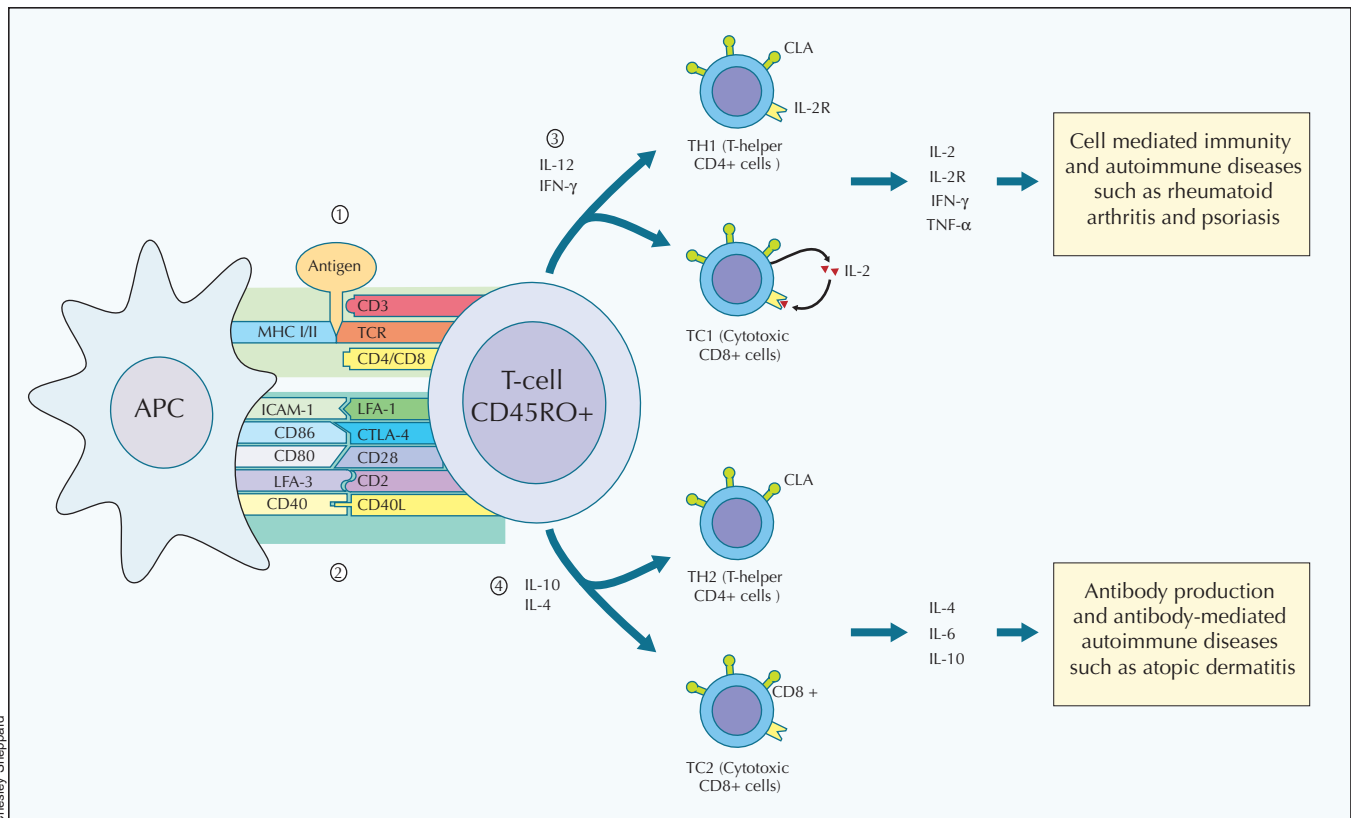 CLA
IL-2R
TH1 (T-helper
CD4+ cells )
③
IL-12
IFN-γ
IL-2
IL-2R
IFN-γ
TNF-α
Cell mediated immunity
and autoimmune diseases
such as rheumatoid
arthritis and psoriasis
IL-2
TC1 (Cytotoxic
CD8+ cells)
①
Antigen
CD3
MHC I/II
TCR
CD4/CD8
APC
T-cell
CD45RO+
ICAM-1
LFA-1
CD86
CTLA-4
CD80
CD28
LFA-3
CD2
CD40
CD40L
②
④
IL-10
IL-4
CLA
TH2 (T-helper
CD4+ cells )
CD8 +
TC2 (Cytotoxic
CD8+ cells)
IL-4
IL-6
IL-10
Antibody production
and antibody-mediated
autoimmune diseases
such as atopic dermatitis
Sheppard